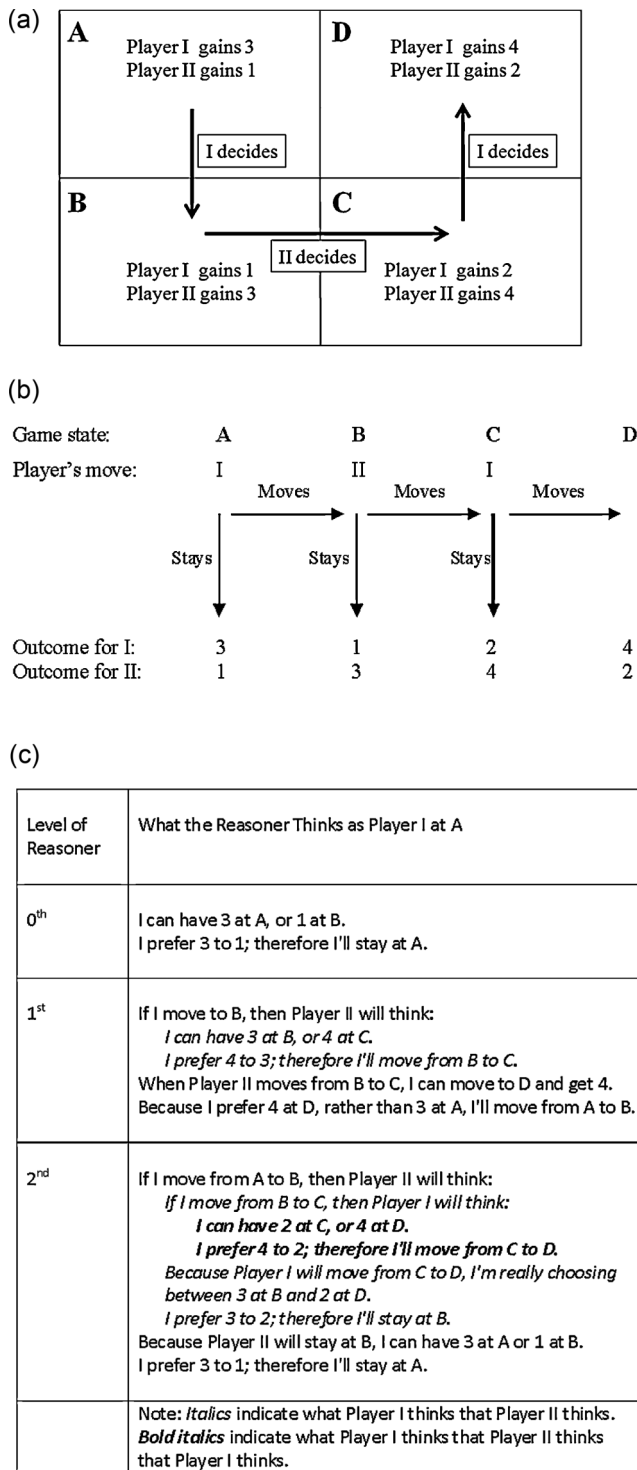 (a)
A
Player I gains 3
Player II gains 1
D
Player I gains 4
Player II gains 2
I decides
I decides
B
C
II decides
Player I gains 1
Player II gains 3
Player I gains 2
Player II gains 4
(b)
Game state: A B C D
Player's move: I II I
Moves Moves Moves
Stays Stays Stays
Outcome for I: 3 1 2 4
Outcome for II: 1 3 4 2
(c)
Level of
Reasoner
What the Reasoner Thinks as Player I at A
0th
I can have 3 at A, or 1 at B.
I prefer 3 to 1; therefore I'll stay at A.
1st
If I move to B, then Player II will think:
I can have 3 at B, or 4 at C.
I prefer 4 to 3; therefore I'll move from B to C.
When Player II moves from B to C, I can move to D and get 4.
Because I prefer 4 at D, rather than 3 at A, I'll move from A to B.
2nd
If I move from A to B, then Player II will think:
If I move from B to C, then Player I will think:
I can have 2 at C, or 4 at D.
I prefer 4 to 2; therefore I'll move from C to D.
Because Player I will move from C to D, I'm really choosing
between 3 at B and 2 at D.
I prefer 3 to 2; therefore I'll stay at B.
Because Player II will stay at B, I can have 3 at A or 1 at B.
I prefer 3 to 1; therefore I'll stay at A.
Note: Italics indicate what Player I thinks that Player II thinks.
Bold italics indicate what Player I thinks that Player II thinks
that Player I thinks.